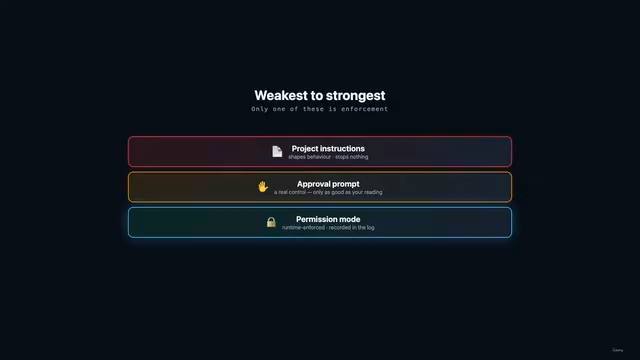 Weakest to strongest
Only one of these is enforcement
Project instructions
shapes behaviour · stops nothing
Approval prompt
a real control — only as good as your reading
Permission mode
runtime-enforced · recorded in the log